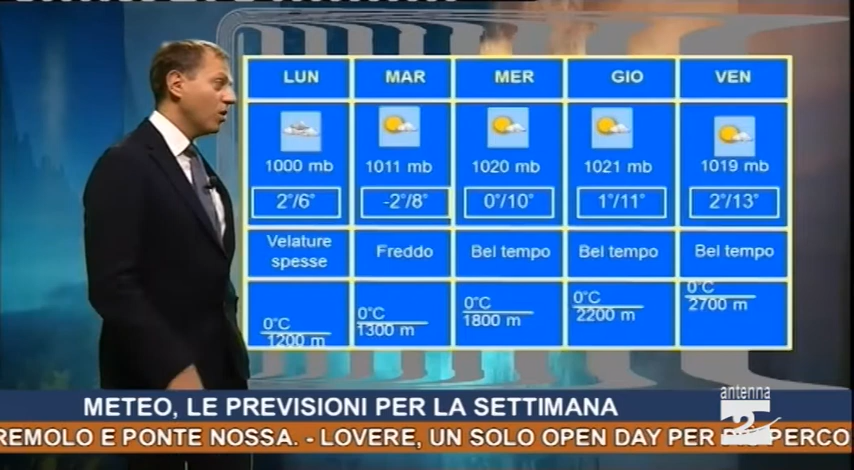 LUN MAR MER GIO VEN
1000 mb 1011 mb 1020 mb 1021 mb 1019 mb
2°/6° -2°/8° 0°/10° 1°/11° 2°/13°
Velature spesse Freddo Bel tempo Bel tempo Bel tempo
0°C 0°C 0°C 0°C 0°C
1200 m 1300 m 1800 m 2200 m 2700 m
METEO, LE PREVISIONI PER LA SETTIMANA
antenna
2
REMOLO E PONTE NOSSA. - LOVERE, UN SOLO OPEN DAY PER PERCO